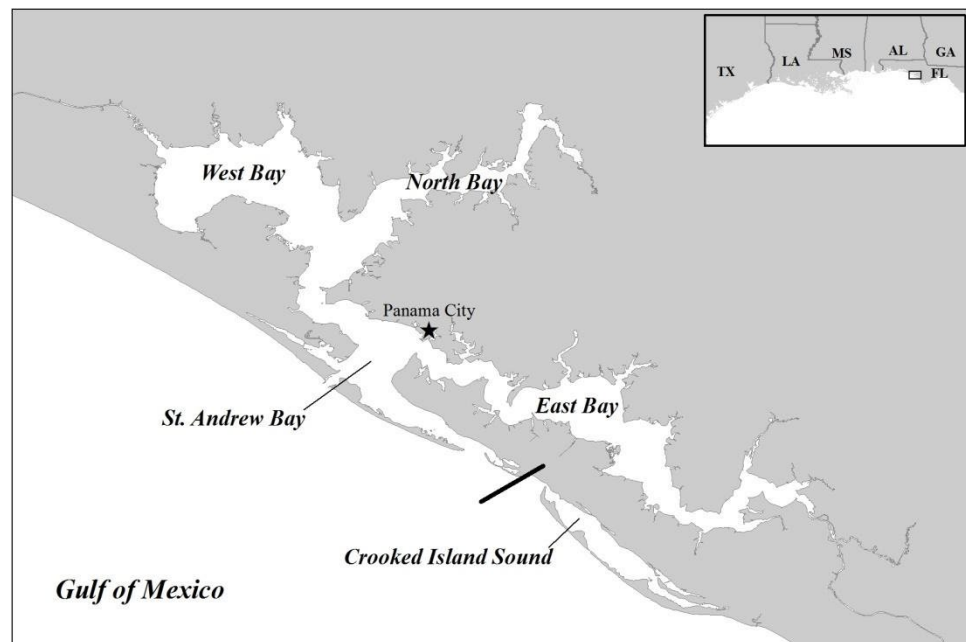 TX
LA
MS
AL
GA
FL
West Bay
North Bay
Panama City
St. Andrew Bay
East Bay
Crooked Island Sound
Gulf of Mexico